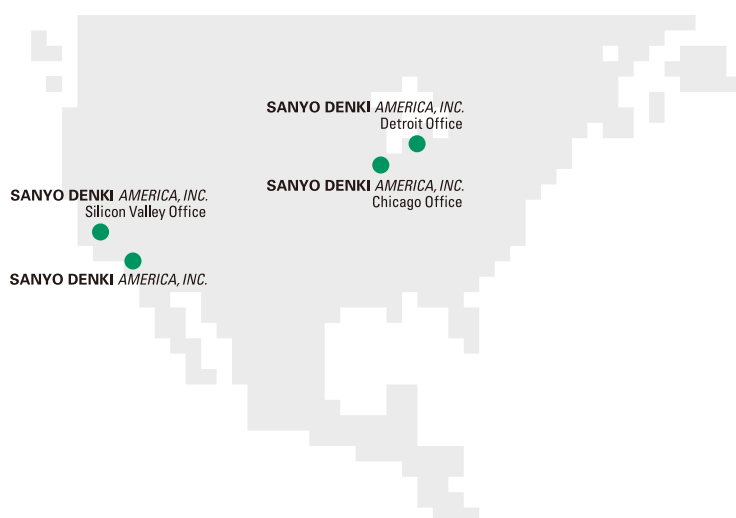 SANYO DENKI AMERICA, INC.
Detroit Office
SANYO DENKI AMERICA, INC.
Chicago Office
SANYO DENKI AMERICA, INC.
Silicon Valley Office
SANYO DENKI AMERICA, INC.